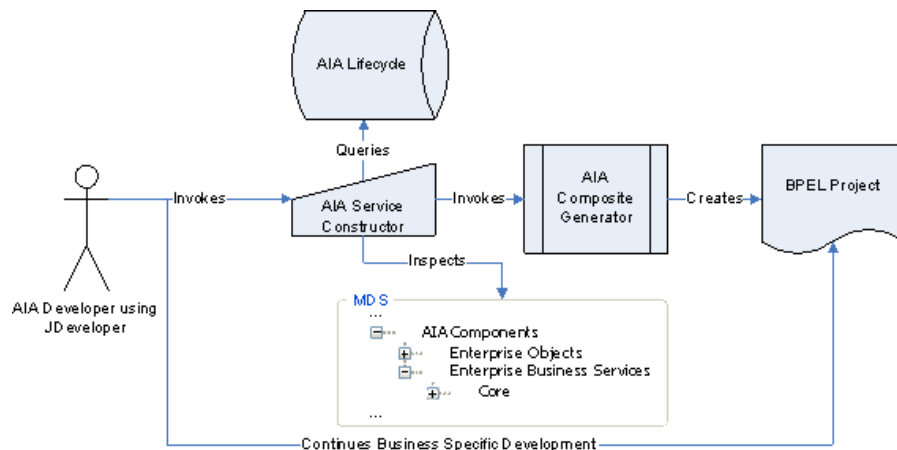 AIA Lifecycle
Queries
Invokes
AIA Service
Constructor
Invokes
AIA
Composite
Generator
Creates
BPEL Project
Inspects
AIA Developer using
JDeveloper
MDS
...
AIA Components
Enterprise Objects
Enterprise Business Services
Core
...
Continues Business Specific Development